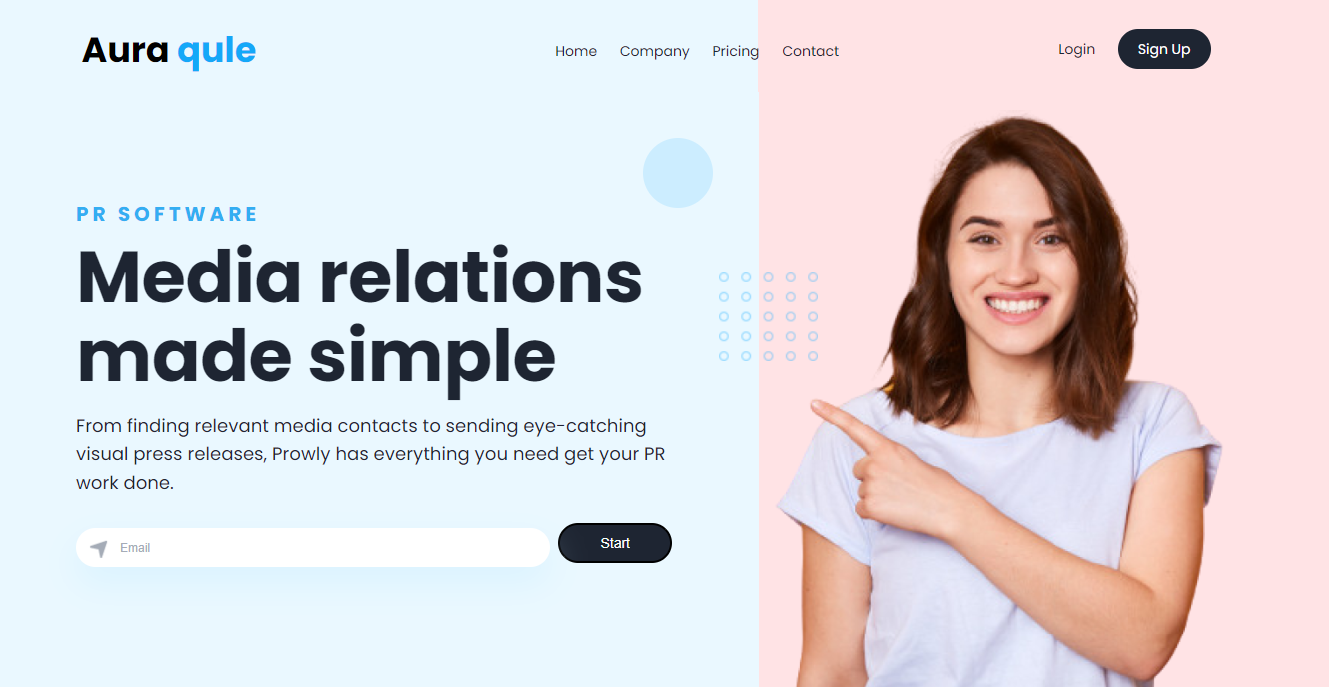 Aura qule
Home Company Pricing Contact
Login Sign Up
PR SOFTWARE
Media relations
made simple
From finding relevant media contacts to sending eye-catching
visual press releases, Prowly has everything you need get your PR
work done.
Email
Start